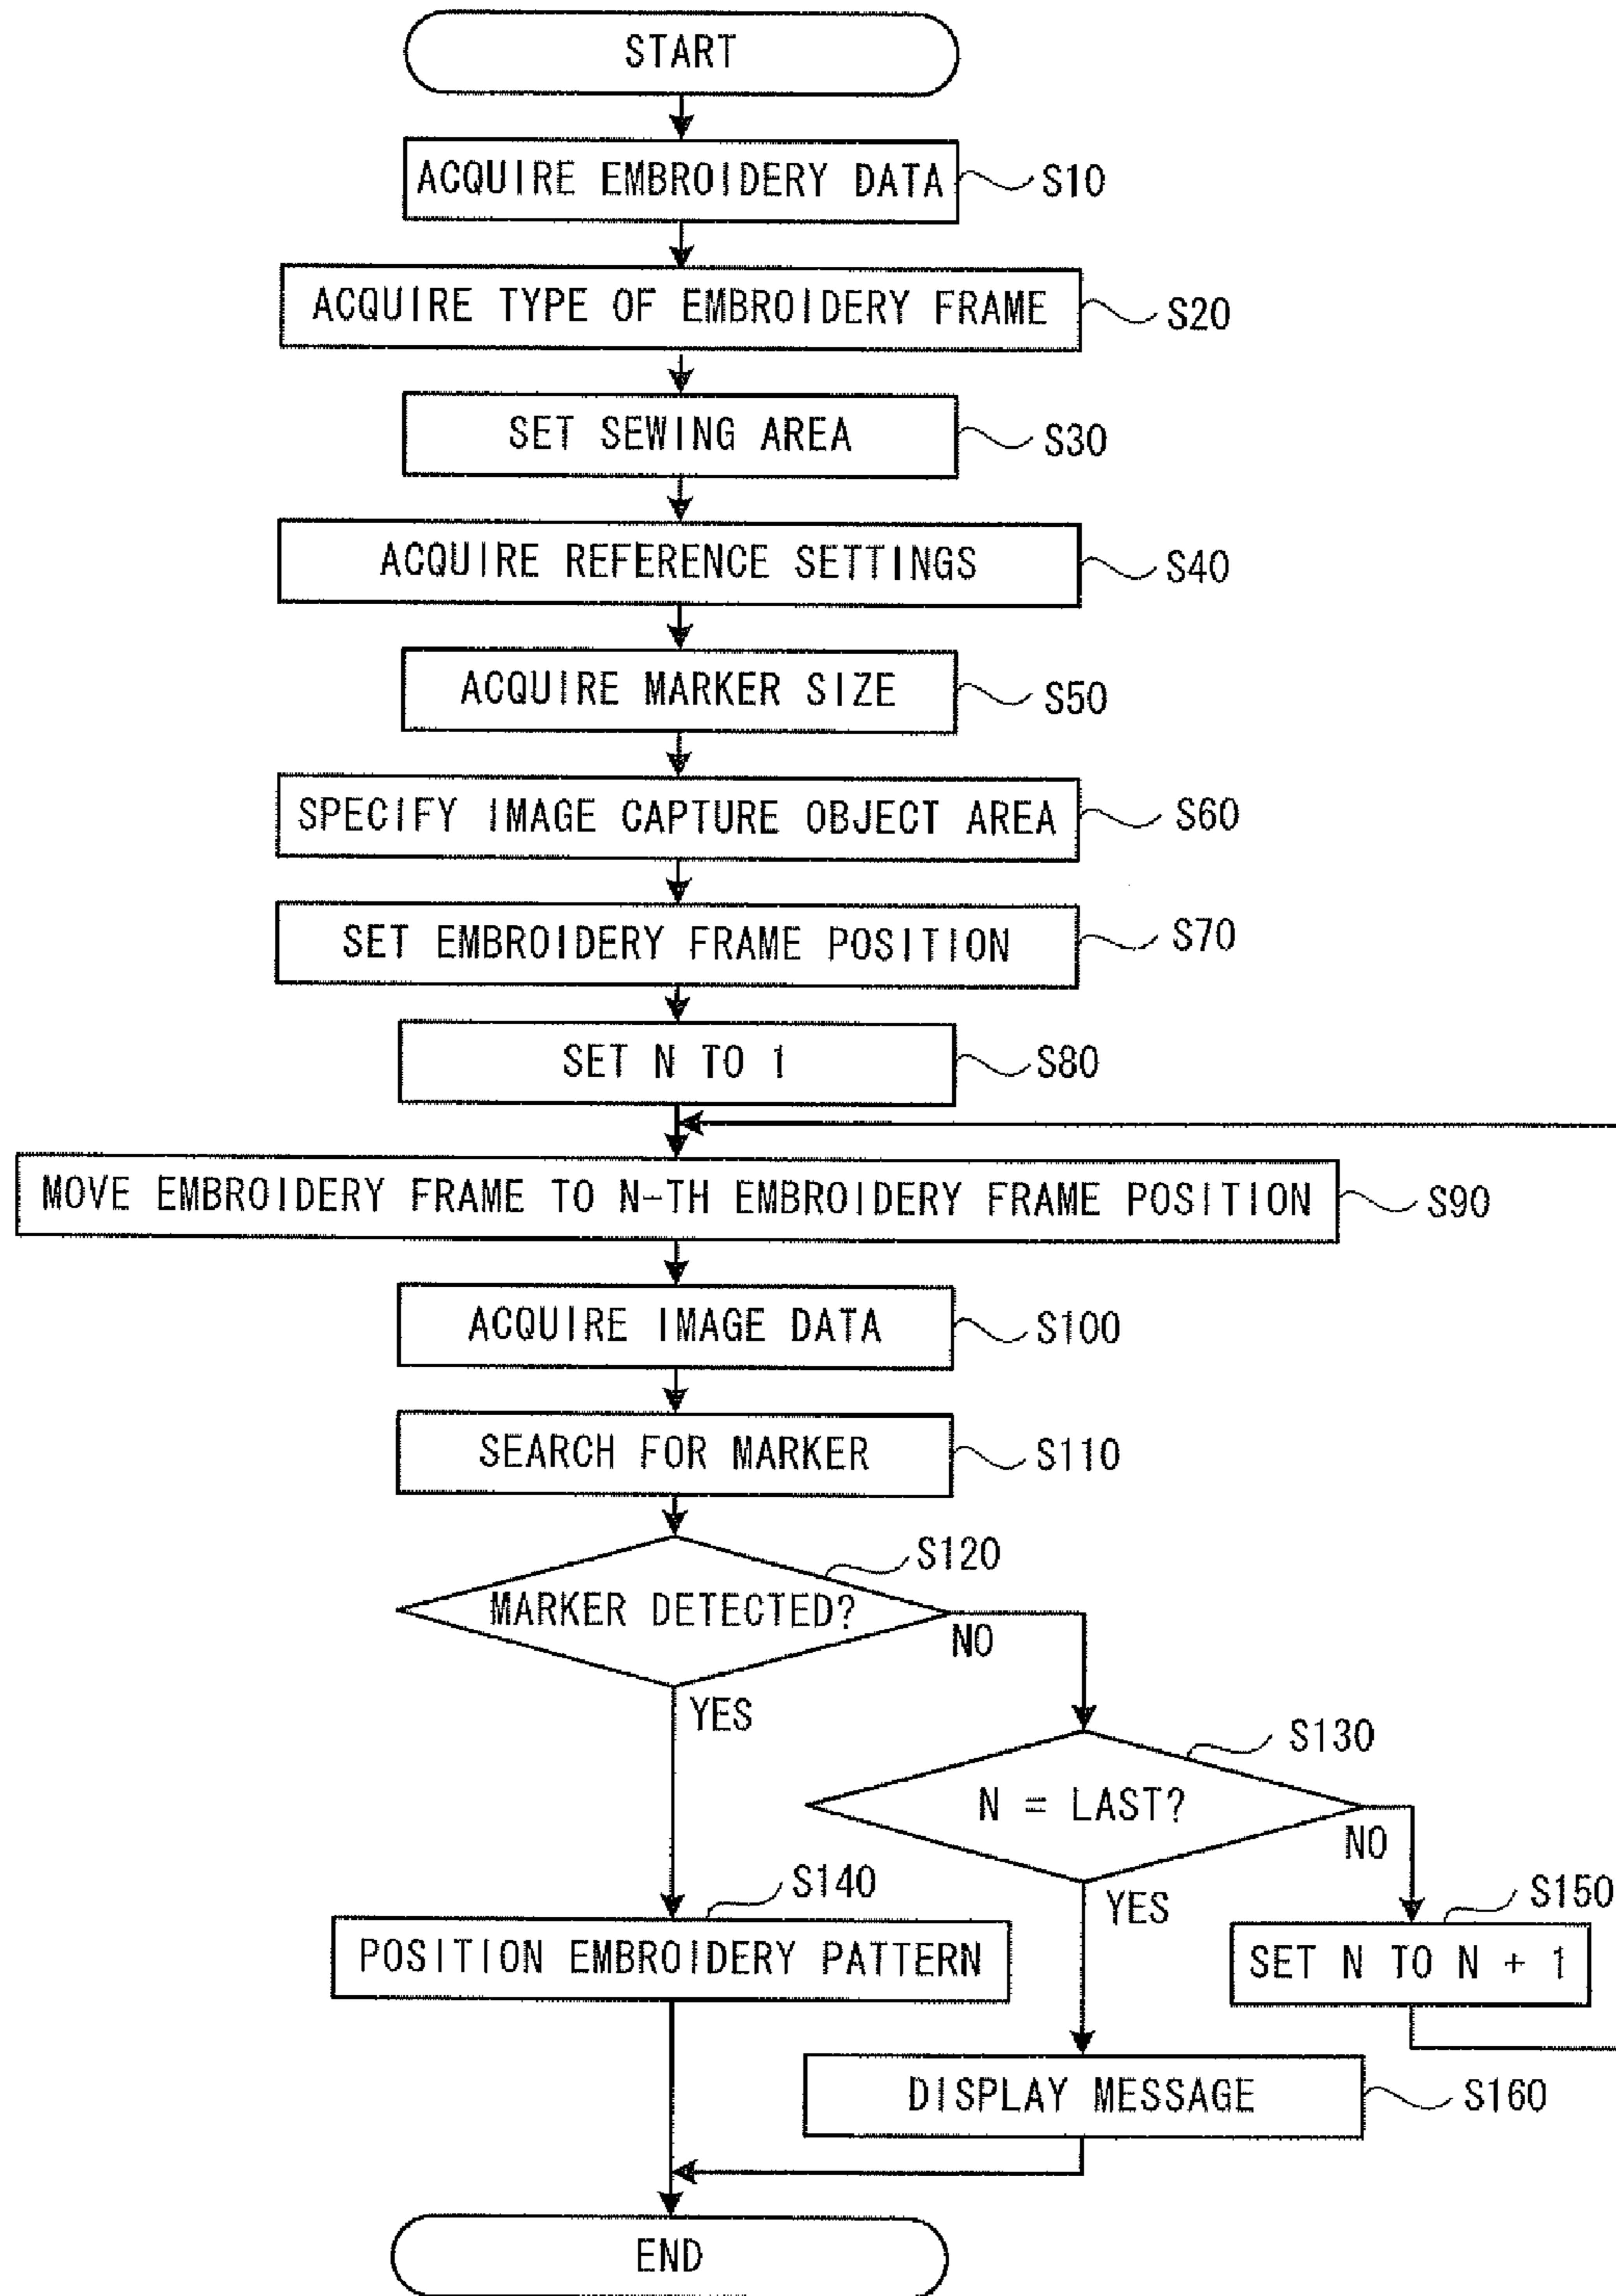 START
ACQUIRE EMBROIDERY DATA
S10
ACQUIRE TYPE OF EMBROIDERY FRAME
S20
SET SEWING AREA
S30
ACQUIRE REFERENCE SETTINGS
S40
ACQUIRE MARKER SIZE
S50
SPECIFY IMAGE CAPTURE OBJECT AREA
S60
SET EMBROIDERY FRAME POSITION
S70
SET N TO 1
S80
MOVE EMBROIDERY FRAME TO N-TH EMBROIDERY FRAME POSITION
S90
ACQUIRE IMAGE DATA
S100
SEARCH FOR MARKER
S110
S120
MARKER DETECTED?
NO
YES
S130
N = LAST?
NO
YES
S140
POSITION EMBROIDERY PATTERN
S150
SET N TO N + 1
DISPLAY MESSAGE
S160
END